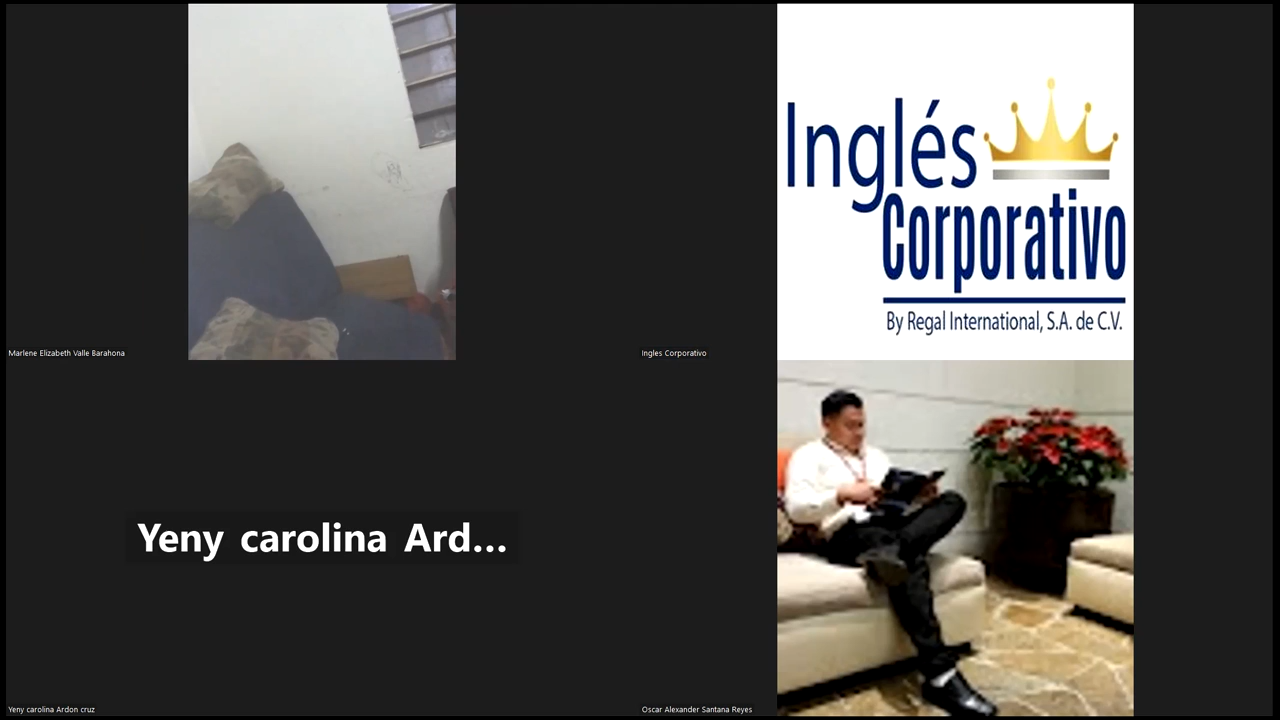 Inglés
Corporativo
By Regal International, S.A. de C.V.
Marlene Elizabeth Valle Barahona
Ingles Corporativo
Yeny carolina Ard...
Yeny carolina Ardon cruz
Oscar Alexander Santana Reyes